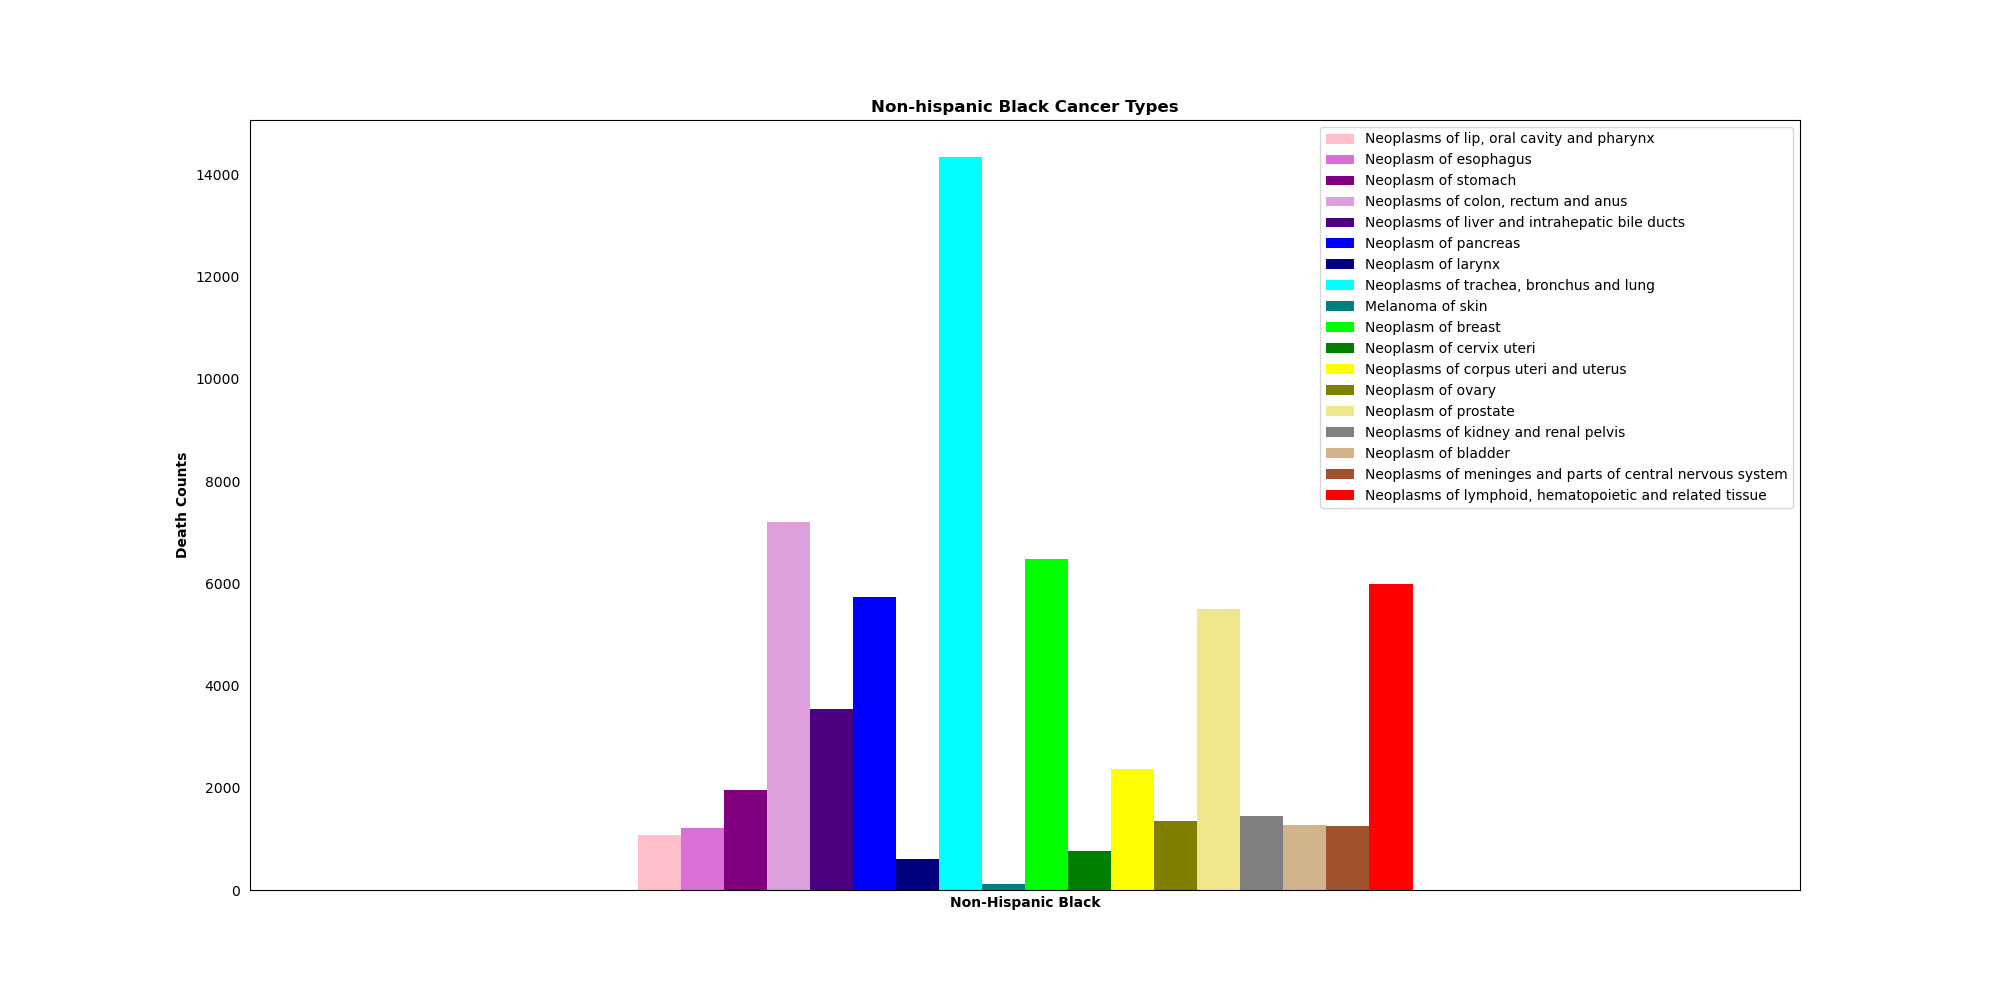 Non-hispanic Black Cancer Types
Neoplasms of lip, oral cavity and pharynx
Neoplasm of esophagus
Neoplasm of stomach
Neoplasms of colon, rectum and anus
Neoplasms of liver and intrahepatic bile ducts
Neoplasm of pancreas
Neoplasm of larynx
Neoplasms of trachea, bronchus and lung
Melanoma of skin
Neoplasm of breast
Neoplasm of cervix uteri
Neoplasms of corpus uteri and uterus
Neoplasm of ovary
Neoplasm of prostate
Neoplasms of kidney and renal pelvis
Neoplasm of bladder
Neoplasms of meninges and parts of central nervous system
Neoplasms of lymphoid, hematopoietic and related tissue
Death Counts
14000
12000
10000
8000
6000
4000
2000
0
Non-Hispanic Black